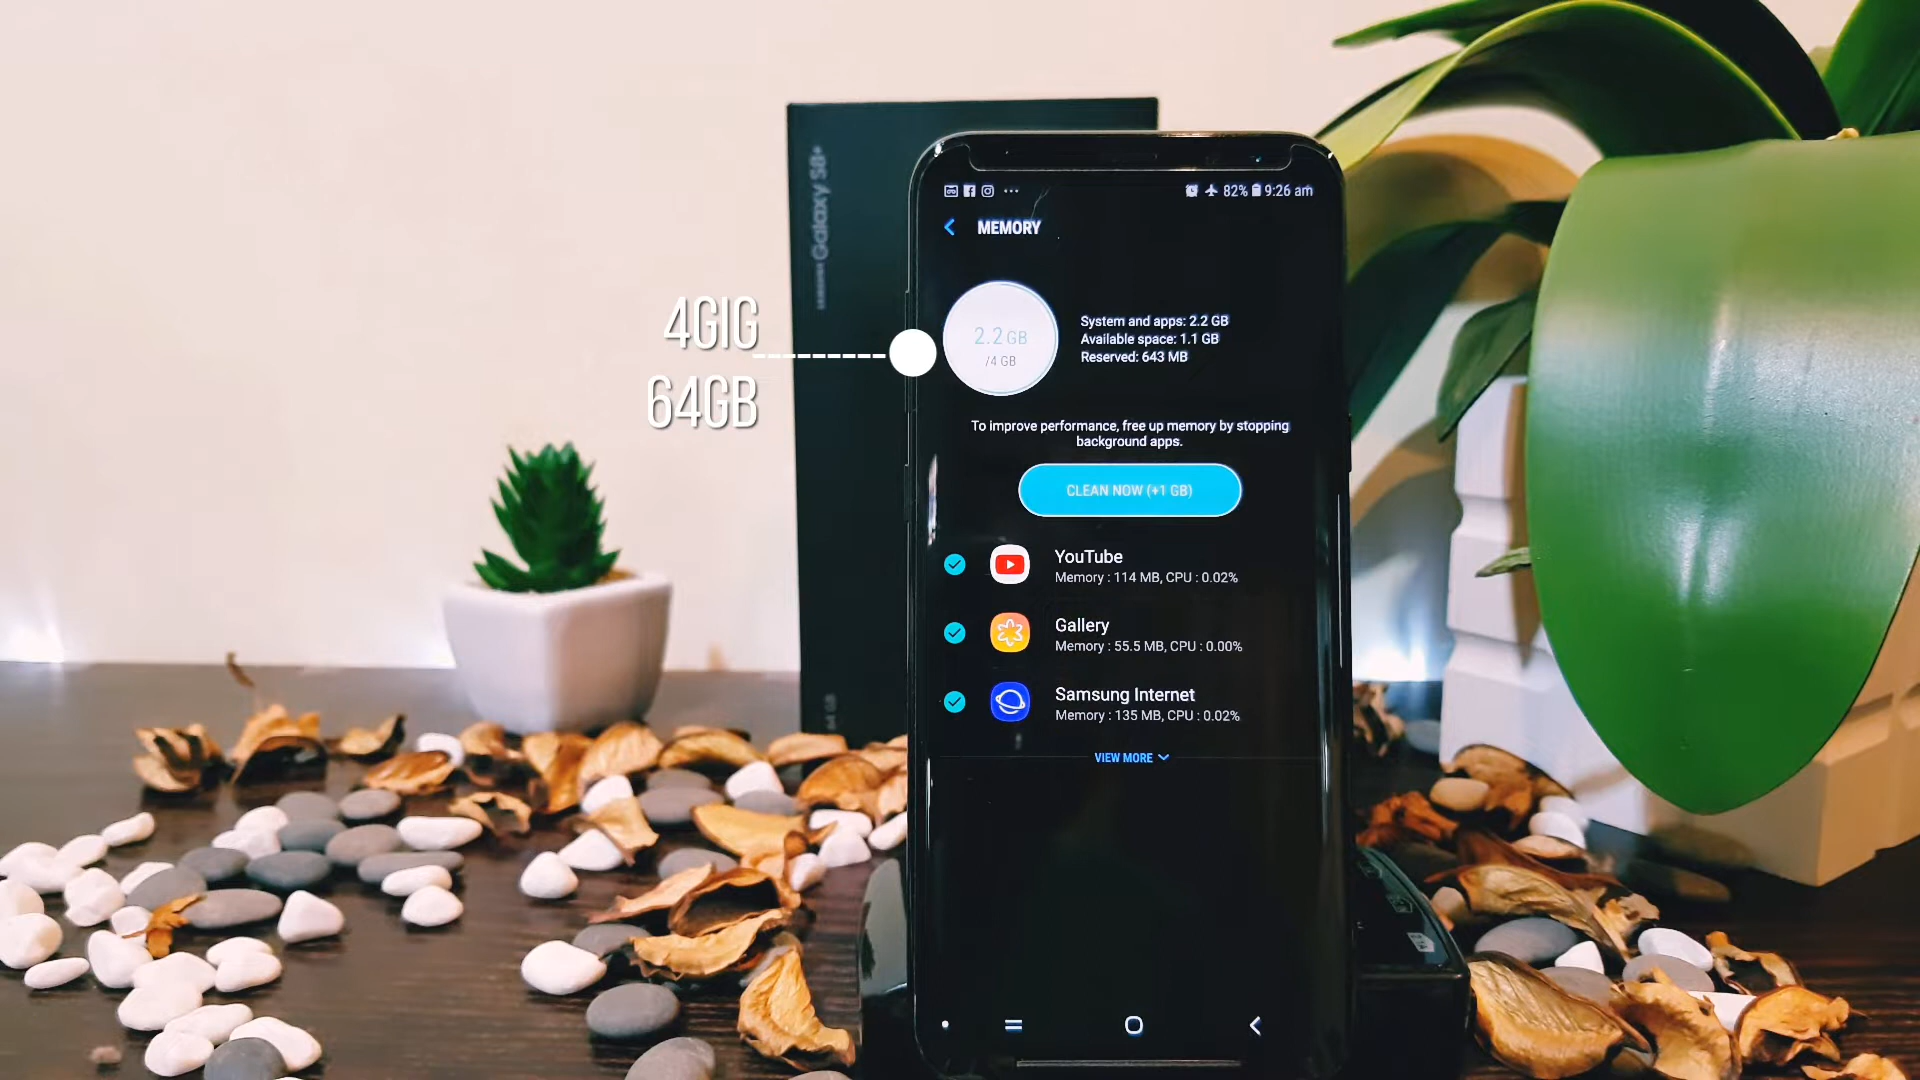 SAMSUNG Galaxy S8+
64 GB
4GIG
64GB
82% 9:26 am
MEMORY
2.2 GB
/4 GB
System and apps: 2.2 GB
Available space: 1.1 GB
Reserved: 643 MB
To improve performance, free up memory by stopping
background apps.
CLEAN NOW (+1 GB)
YouTube
Memory : 114 MB, CPU : 0.02%
Gallery
Memory : 55.5 MB, CPU : 0.00%
Samsung Internet
Memory : 135 MB, CPU : 0.02%
VIEW MORE